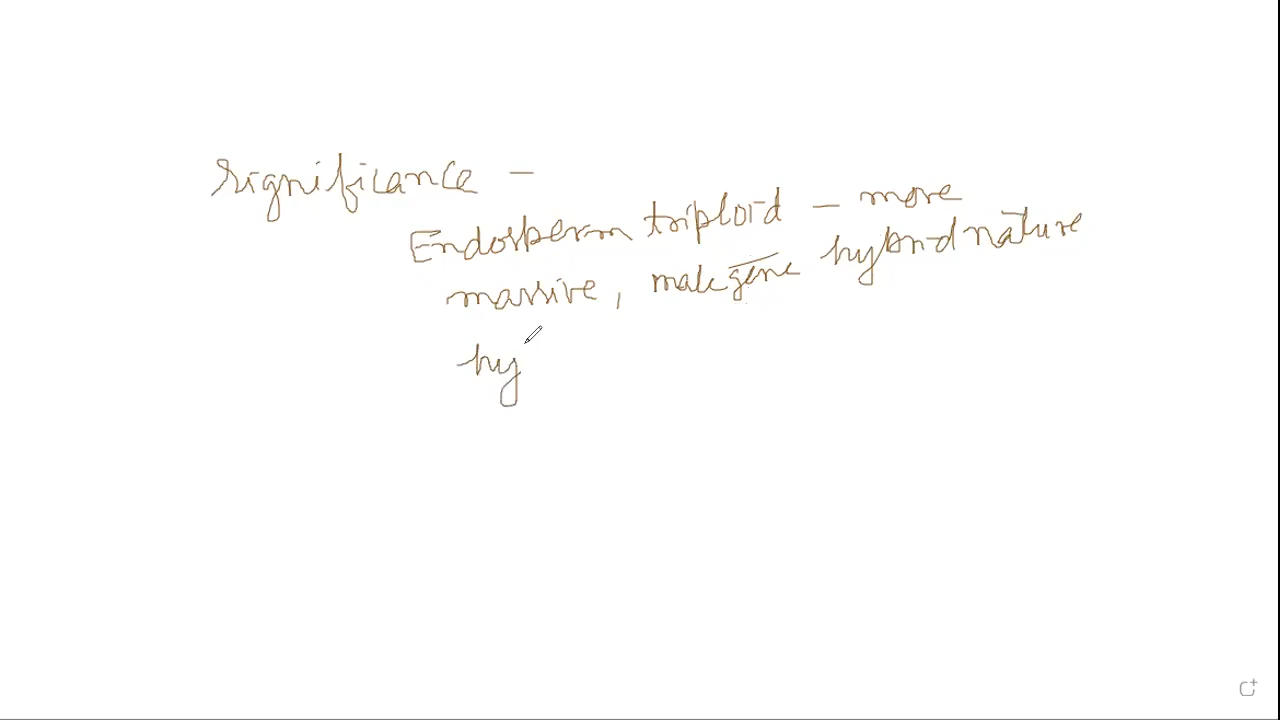 Significance -
Endosperm triploid - more
massive, male gene hybrid nature
hy